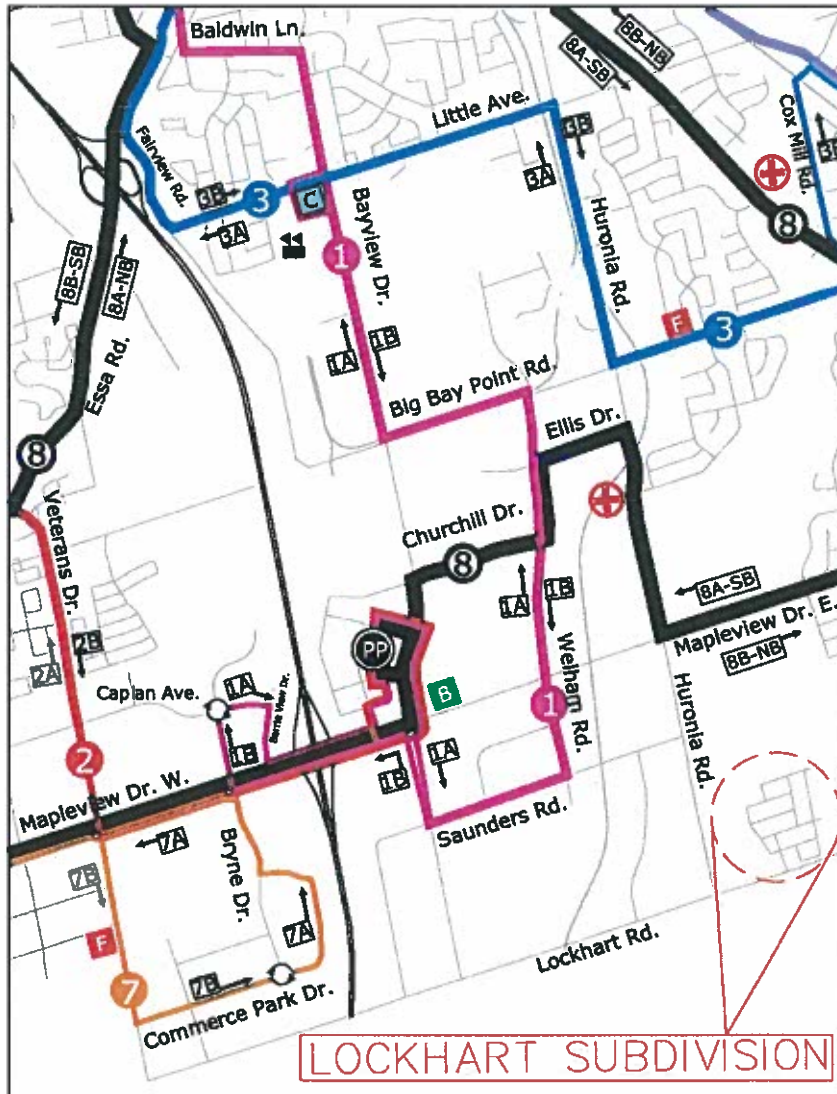 Baldwin Ln.
8B-NB
8A-SB
Little Ave.
Cox Mill Rd.
Fairview Rd.
3B
3A
3B
3
3A
C
Bayview Dr.
Huronia Rd.
8
1
8B-SB
8A-NB
F
3
Essa Rd.
1A
1B
Big Bay Point Rd.
Ellis Dr.
8
Veterans Dr.
Churchill Dr.
8
1A
1B
8A-SB
Mapleview Dr. E.
8B-NB
2A
2B
PP
Welham Rd.
Caplan Ave.
1A
Barrie View Dr.
B
1
Huronia Rd.
2
1B
1B
1A
Mapleview Dr. W.
Saunders Rd.
7A
Bryne Dr.
7B
F
7A
Lockhart Rd.
7
7B
Commerce Park Dr.
LOCKHART SUBDIVISION